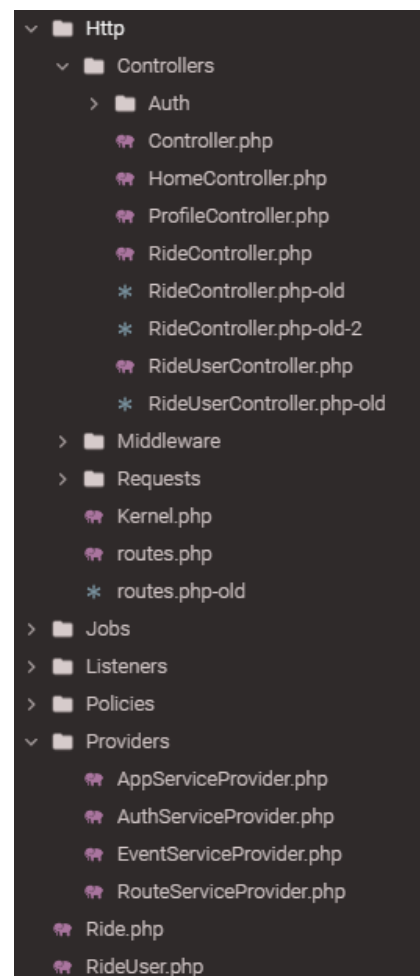 Http
Controllers
Auth
Controller.php
HomeController.php
ProfileController.php
RideController.php
RideController.php-old
RideController.php-old-2
RideUserController.php
RideUserController.php-old
Middleware
Requests
Kernel.php
routes.php
routes.php-old
Jobs
Listeners
Policies
Providers
AppServiceProvider.php
AuthServiceProvider.php
EventServiceProvider.php
RouteServiceProvider.php
Ride.php
RideUser.php